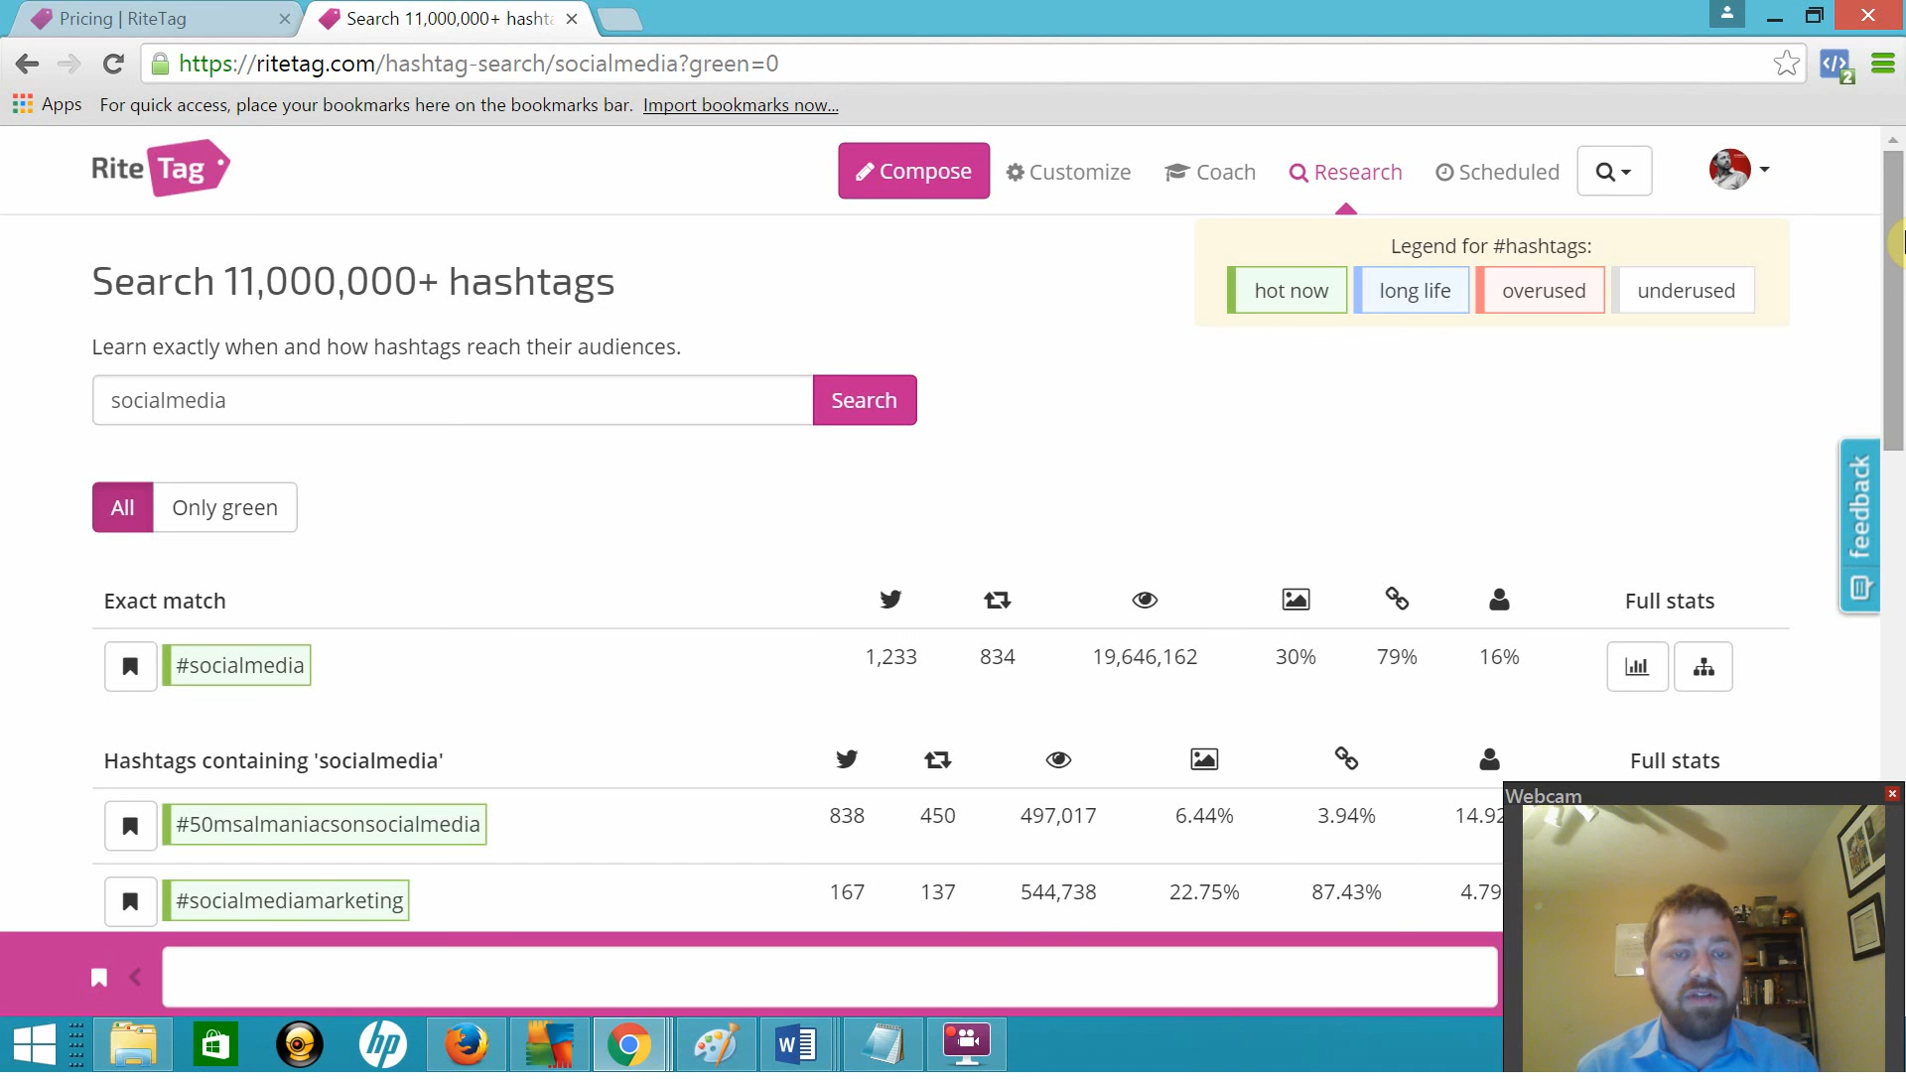 Pricing | RiteTag
Search 11,000,000+ hashta
https://ritetag.com/hashtag-search/socialmedia?green=0
2
Apps For quick access, place your bookmarks here on the bookmarks bar. Import bookmarks now...
Rite Tag
Compose Customize Coach Research Scheduled
Legend for #hashtags:
hot now long life overused underused
Search 11,000,000+ hashtags
Learn exactly when and how hashtags reach their audiences.
socialmedia Search
All Only green
feedback
Exact match Full stats
#socialmedia 1,233 834 19,646,162 30% 79% 16%
Hashtags containing 'socialmedia' Full stats
#50msalmaniacsonsocialmedia 838 450 497,017 6.44% 3.94% 14.92
#socialmediamarketing 167 137 544,738 22.75% 87.43% 4.79
Webcam
hp
W